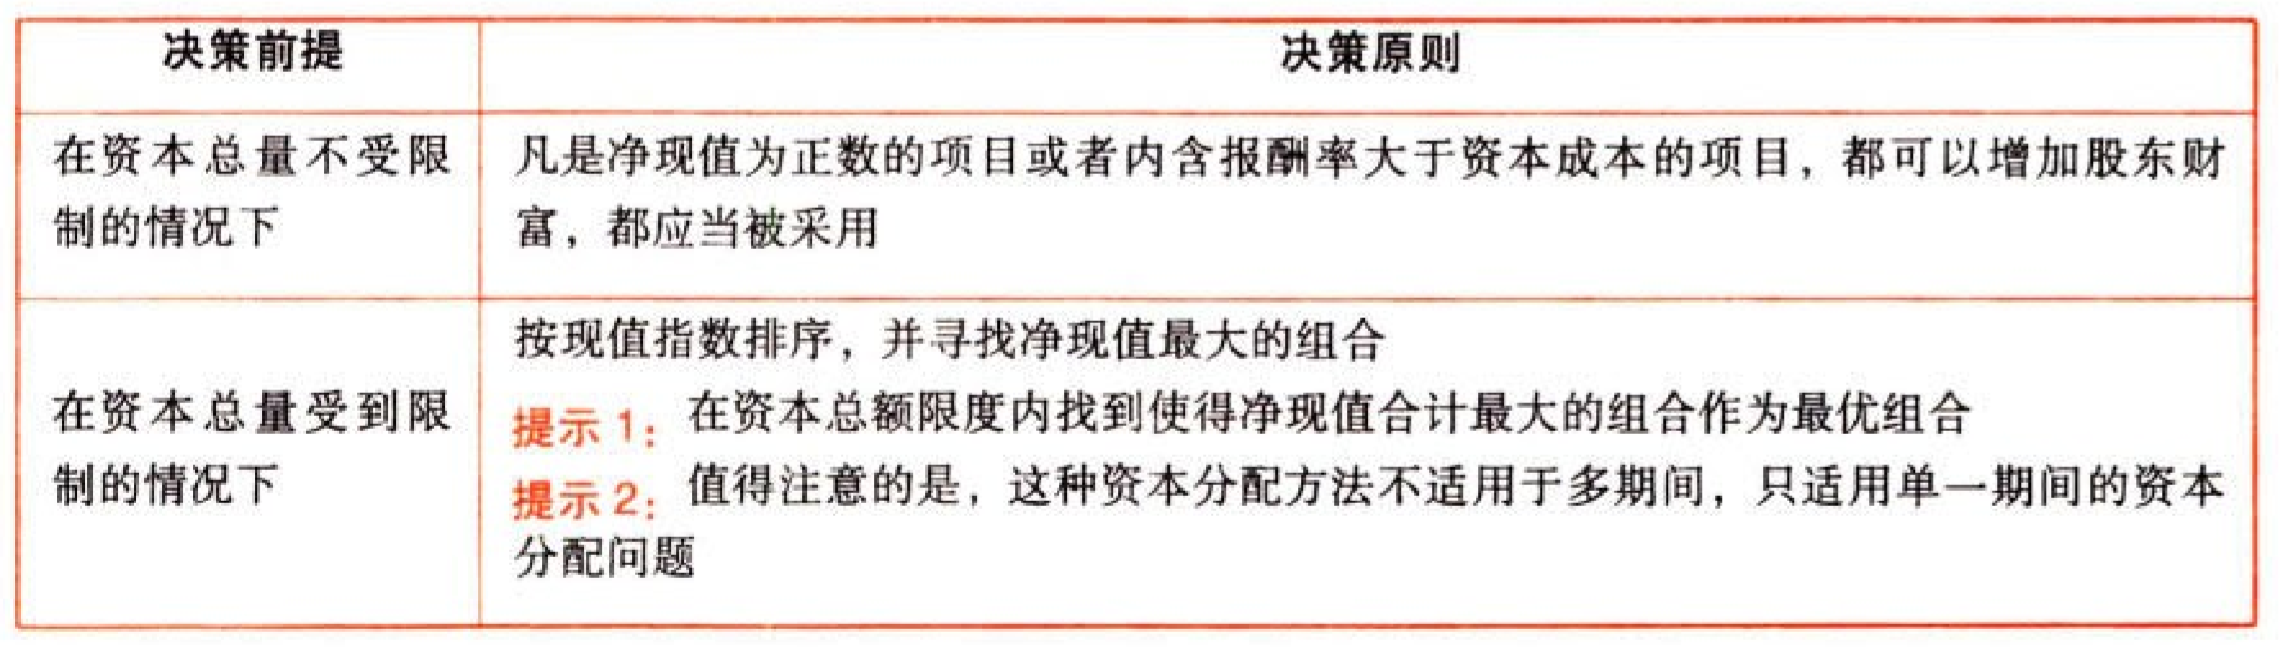 决策前提
决策原则
在资本总量不受限
制的情况下
凡是净现值为正数的项目或者内含报酬率大于资本成本的项目，都可以增加股东财
富，都应当被采用
在资本总量受到限
制的情况下
按现值指数排序，并寻找净现值最大的组合
提示1：在资本总额限度内找到使得净现值合计最大的组合作为最优组合
提示2：值得注意的是，这种资本分配方法不适用于多期间，只适用单一期间的资本
分配问题